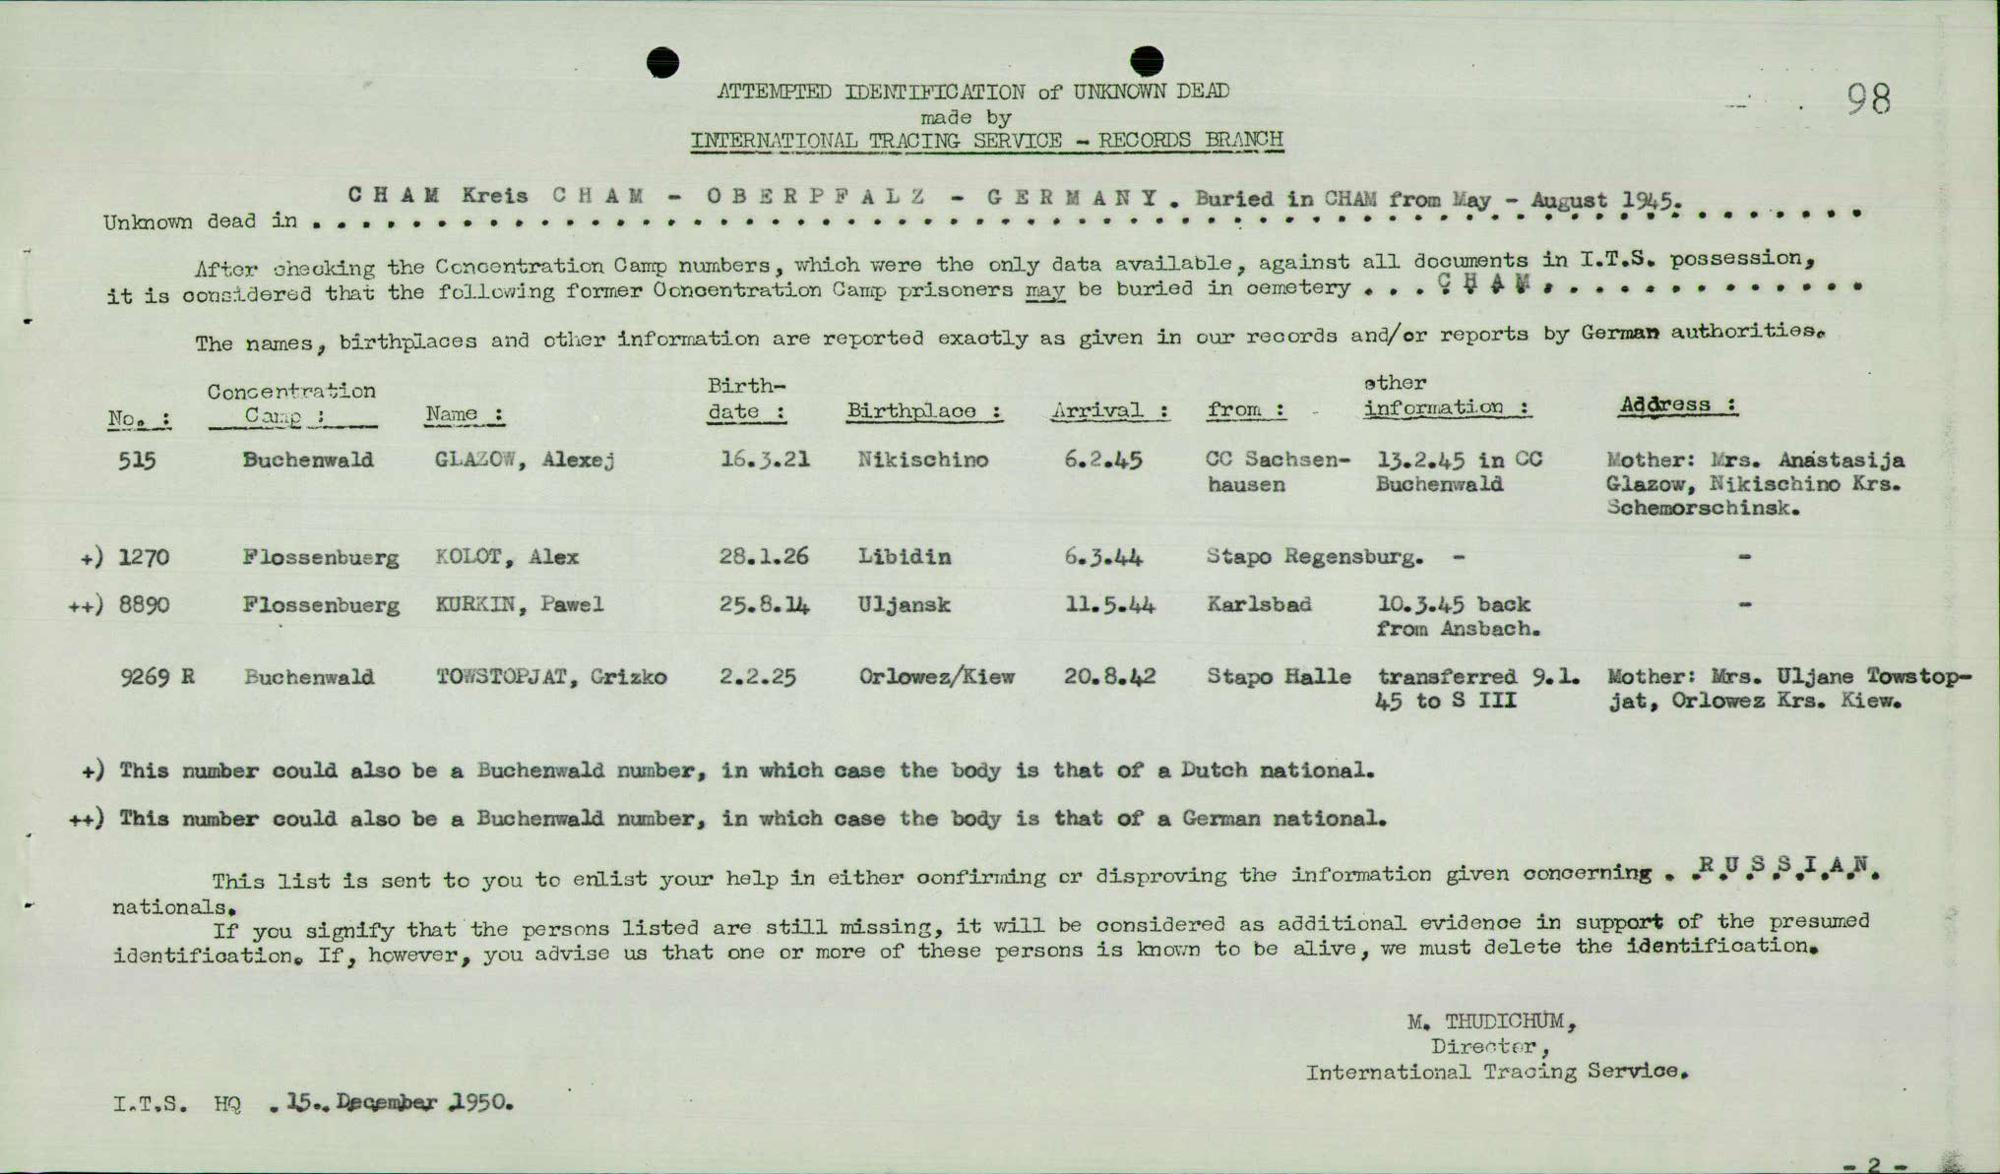 ATTEMPTED IDENTIFICATION of UNKNOWN DEAD
98
made by
INTERNATIONAL TRACING SERVICE - RECORDS BRANCH
C H A M Kreis C H A M - O B E R P F A L Z - G E R M A N Y . Buried in CHAM from May - August 1945.
Unknown dead in . . . . . . . . . . . . . . . . . . . . . . . . . . . . . .
After checking the Concentration Camp numbers, which were the only data available, against all documents in I.T.S. possession,
it is considered that the following former Concentration Camp prisoners may be buried in cemetery . . . C H A M . . . . . . . . . . . . .
The names, birthplaces and other information are reported exactly as given in our records and/or reports by German authorities.
No. : Concentration Camp : Name : Birth-date : Birthplace : Arrival : from : other information : Address :
515 Buchenwald GLAZOW, Alexej 16.3.21 Nikischino 6.2.45 CC Sachsen- 13.2.45 in CC Mother: Mrs. Anastasija
hausen Buchenwald Glazow, Nikischino Krs.
Schemorschinsk.
+) 1270 Flossenbuerg KOLOT, Alex 28.1.26 Libidin 6.3.44 Stapo Regensburg. - -
++) 8890 Flossenbuerg KURKIN, Pawel 25.8.14 Uljansk 11.5.44 Karlsbad 10.3.45 back -
from Ansbach.
9269 R Buchenwald TOWSTOPJAT, Grizko 2.2.25 Orlowez/Kiew 20.8.42 Stapo Halle transferred 9.1. Mother: Mrs. Uljane Towstop-
45 to S III jat, Orlowez Krs. Kiew.
+) This number could also be a Buchenwald number, in which case the body is that of a Dutch national.
++) This number could also be a Buchenwald number, in which case the body is that of a German national.
This list is sent to you to enlist your help in either confirming or disproving the information given concerning . R U S S I A N .
nationals.
If you signify that the persons listed are still missing, it will be considered as additional evidence in support of the presumed
identification. If, however, you advise us that one or more of these persons is known to be alive, we must delete the identification.
M. THUDICHUM,
Director,
International Tracing Service.
I.T.S. HQ . 15. December 1950.
- 2 -